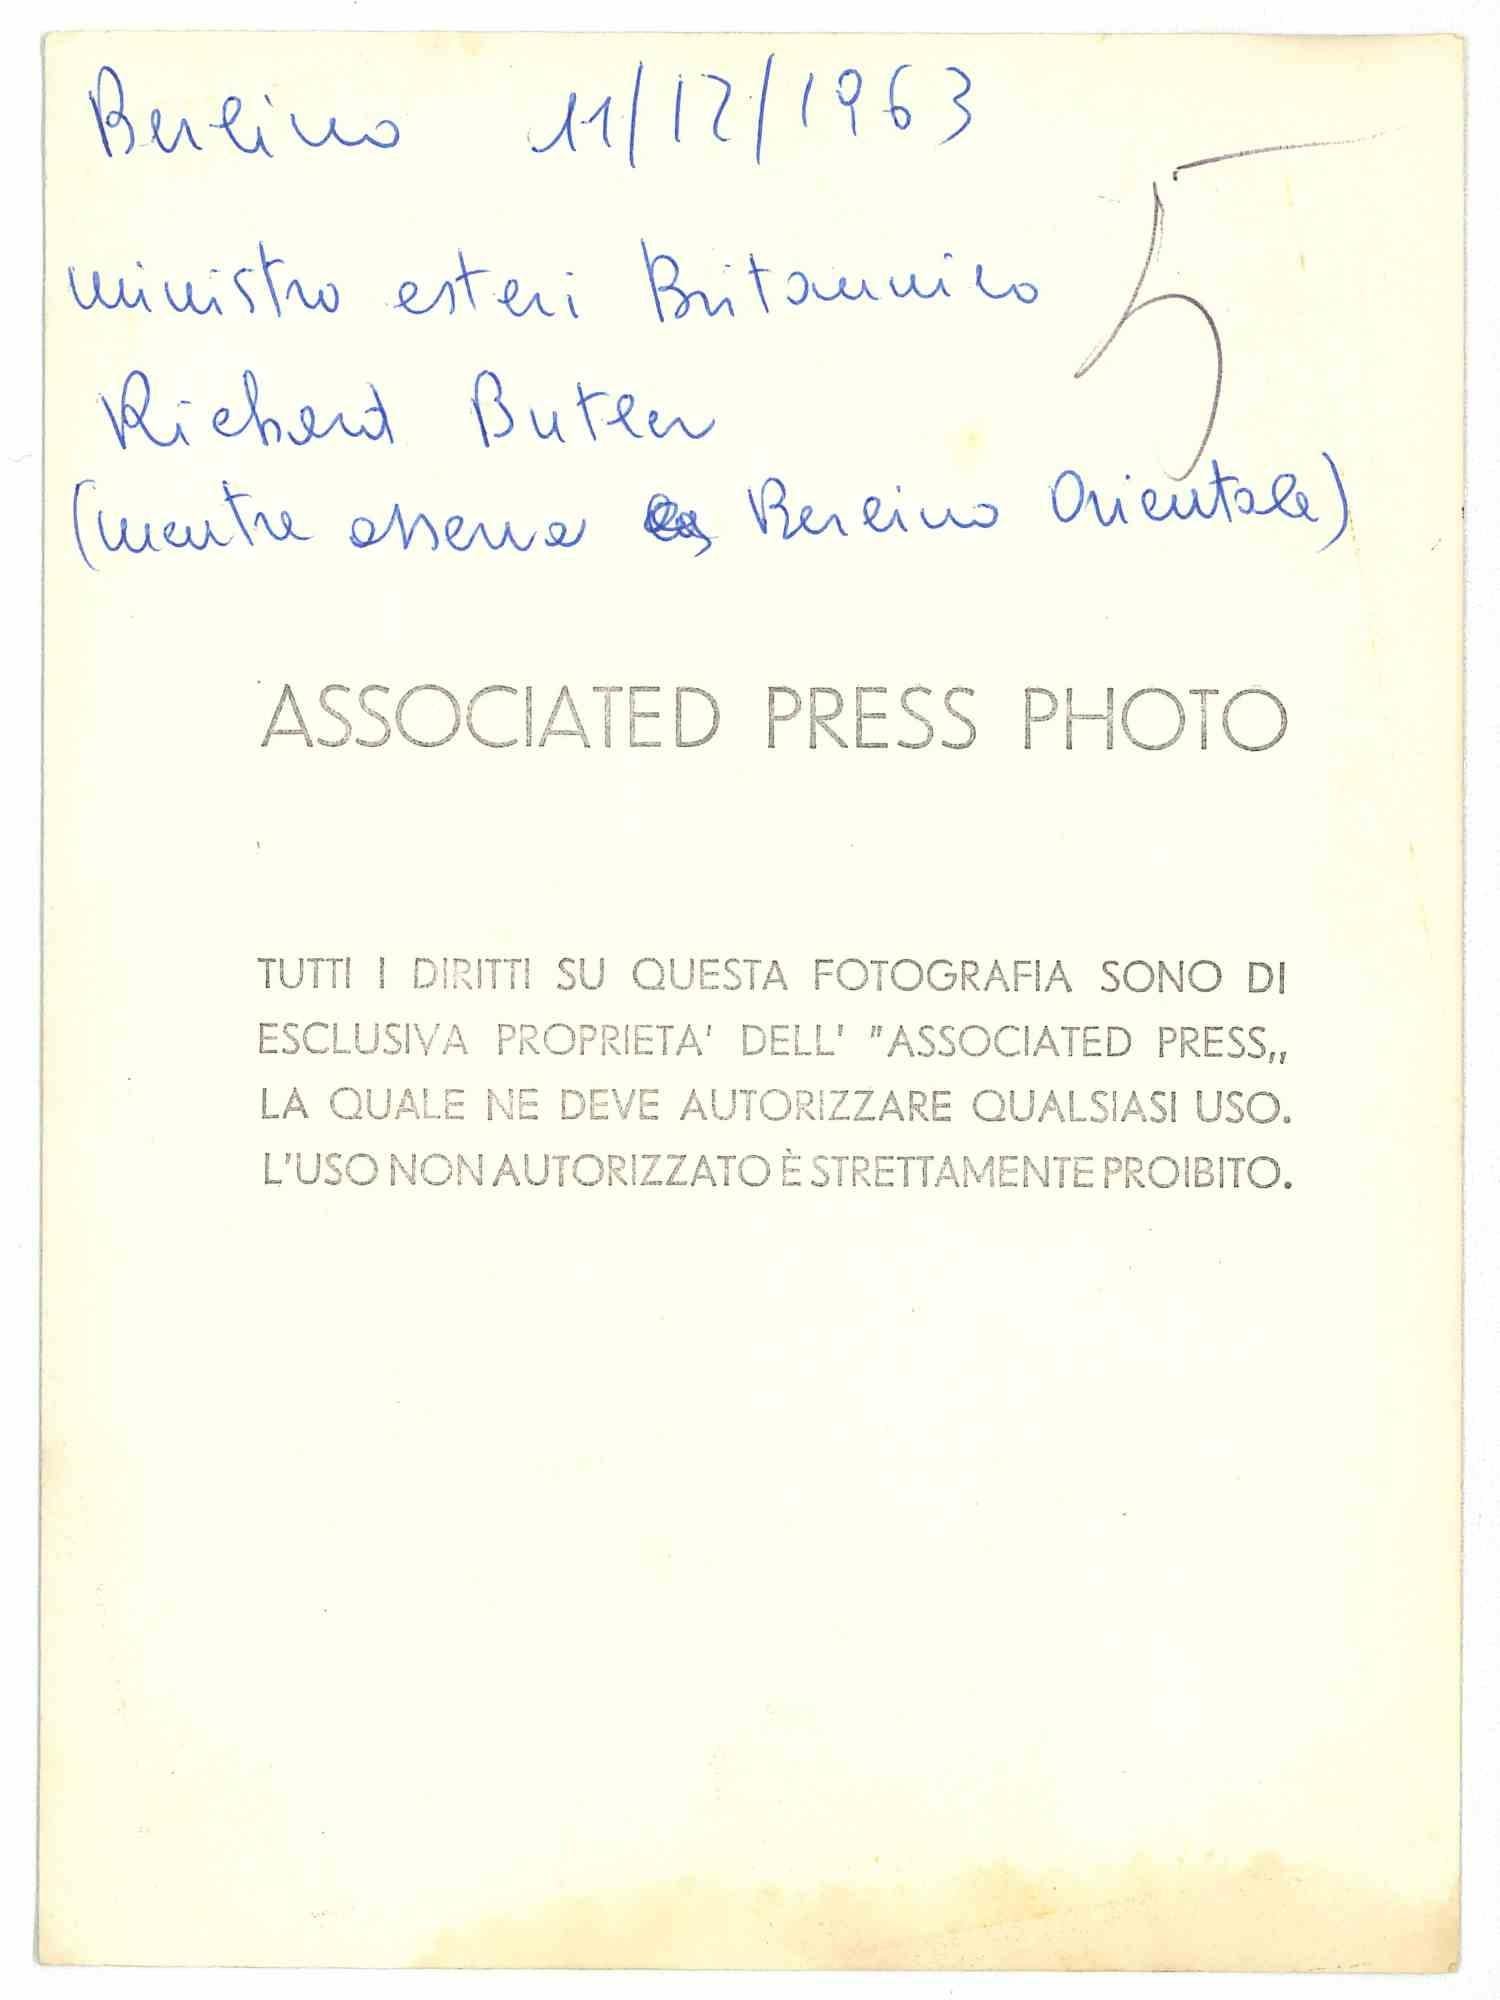 Berlino 11/12/1963
5
ministro esteri Britannico
Richard Butler
(mentre osserva Berlino Orientale)
ASSOCIATED PRESS PHOTO
TUTTI I DIRITTI SU QUESTA FOTOGRAFIA SONO DI
ESCLUSIVA PROPRIETA' DELL' "ASSOCIATED PRESS„
LA QUALE NE DEVE AUTORIZZARE QUALSIASI USO.
L'USO NON AUTORIZZATO È STRETTAMENTE PROIBITO.